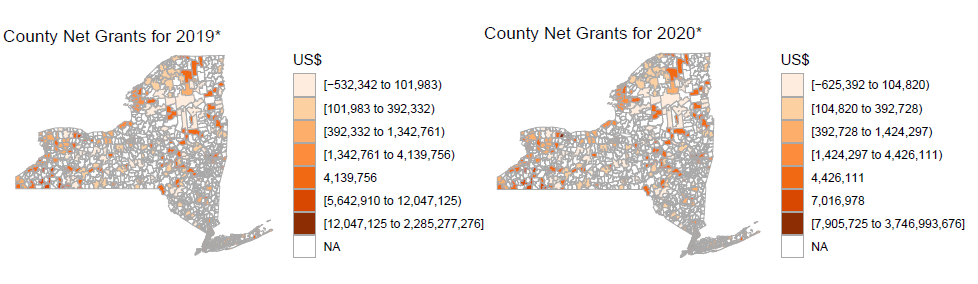 County Net Grants for 2019*
US$
[−532,342 to 101,983)
[101,983 to 392,332)
[392,332 to 1,342,761)
[1,342,761 to 4,139,756)
4,139,756
[5,642,910 to 12,047,125)
[12,047,125 to 2,285,277,276]
NA
County Net Grants for 2020*
US$
[−625,392 to 104,820)
[104,820 to 392,728)
[392,728 to 1,424,297)
[1,424,297 to 4,426,111)
4,426,111
7,016,978
[7,905,725 to 3,746,993,676]
NA